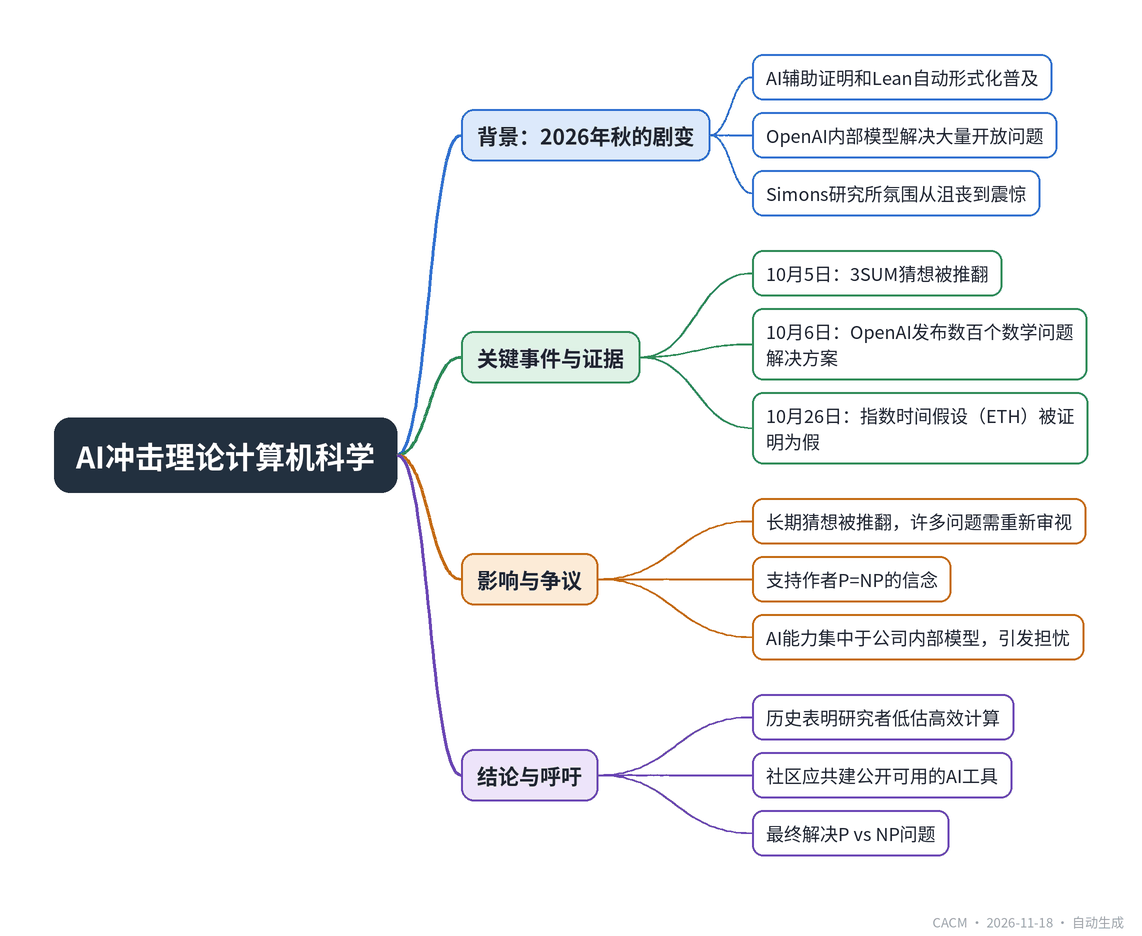 AI冲击理论计算机科学
背景：2026年秋的剧变
AI辅助证明和Lean自动形式化普及
OpenAI内部模型解决大量开放问题
Simons研究所氛围从沮丧到震惊
关键事件与证据
10月5日：3SUM猜想被推翻
10月6日：OpenAI发布数百个数学问题
解决方案
10月26日：指数时间假设（ETH）被证
明为假
影响与争议
长期猜想被推翻，许多问题需重新审视
支持作者P=NP的信念
AI能力集中于公司内部模型，引发担忧
结论与呼吁
历史表明研究者低估高效计算
社区应共建公开可用的AI工具
最终解决P vs NP问题
CACM · 2026-11-18 · 自动生成